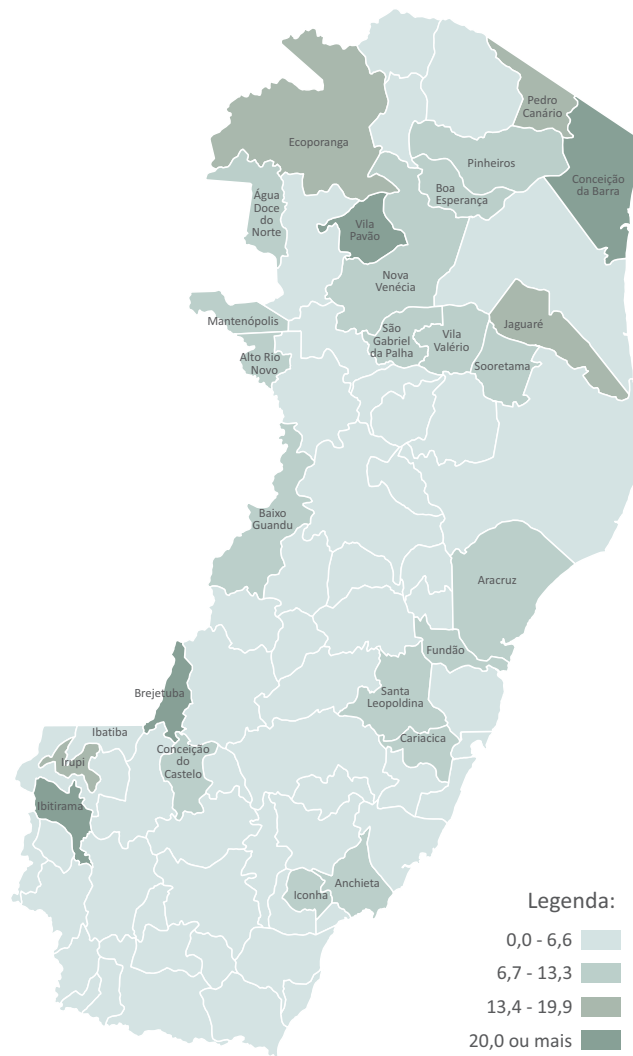 Pedro
Canário
Ecoporanga
Pinheiros
Conceição
da Barra
Água
Doce
do
Norte
Boa
Esperança
Vila
Pavão
Nova
Venécia
Mantenópolis
São
Gabriel
da Palha
Vila
Valério
Jaguaré
Alto Rio
Novo
Sooretama
Baixo
Guandu
Aracruz
Fundão
Brejetuba
Santa
Leopoldina
Ibatiba
Cariacica
Conceição
do
Castelo
Irupi
Ibitirama
Anchieta
Iconha
Legenda:
0,0 - 6,6
6,7 - 13,3
13,4 - 19,9
20,0 ou mais